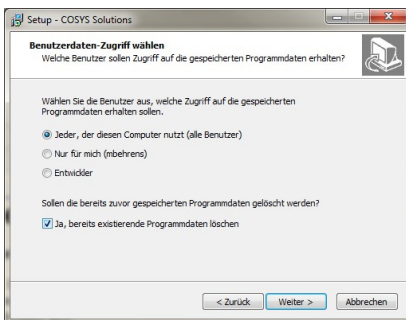 Setup - COSYS Solutions
Benutzerdaten-Zugriff wählen
Welche Benutzer sollen Zugriff auf die gespeicherten Programmdaten erhalten?
Wählen Sie die Benutzer aus, welche Zugriff auf die gespeicherten
Programmdaten erhalten sollen.
Jeder, der diesen Computer nutzt (alle Benutzer)
Nur für mich (mbehrens)
Entwickler
Sollen die bereits zuvor gespeicherten Programmdaten gelöscht werden?
Ja, bereits existierende Programmdaten löschen
< Zurück Weiter > Abbrechen